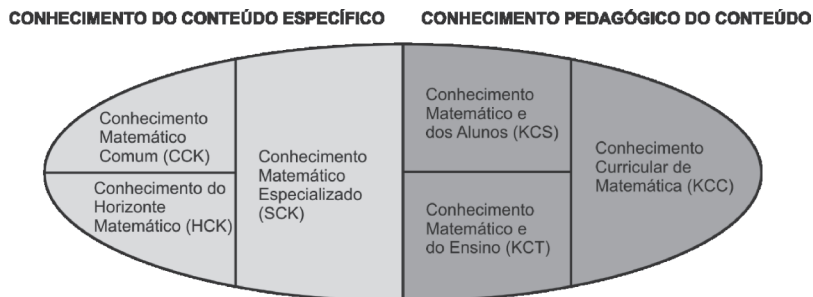 CONHECIMENTO DO CONTEÚDO ESPECÍFICO
CONHECIMENTO PEDAGÓGICO DO CONTEÚDO
Conhecimento
Matemático
Comum (CCK)
Conhecimento do
Horizonte
Matemático (HCK)
Conhecimento
Matemático
Especializado
(SCK)
Conhecimento
Matemático e
dos Alunos (KCS)
Conhecimento
Matemático e
do Ensino (KCT)
Conhecimento
Curricular de
Matemática (KCC)